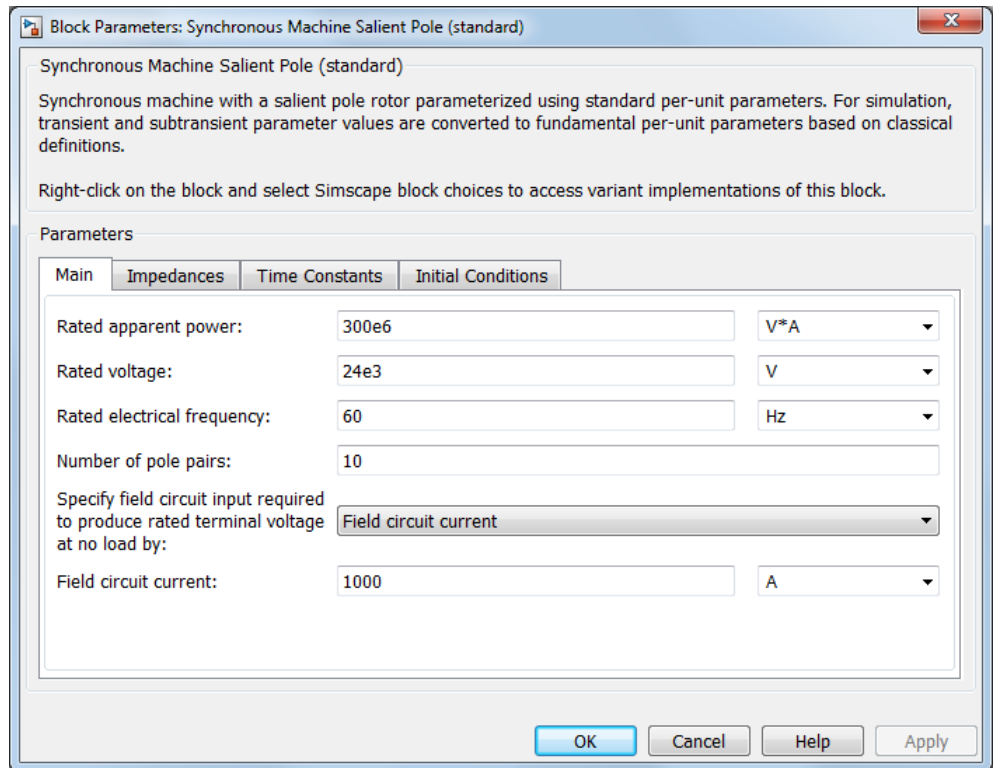 Block Parameters: Synchronous Machine Salient Pole (standard)
Synchronous Machine Salient Pole (standard)
Synchronous machine with a salient pole rotor parameterized using standard per-unit parameters. For simulation,
transient and subtransient parameter values are converted to fundamental per-unit parameters based on classical
definitions.
Right-click on the block and select Simscape block choices to access variant implementations of this block.
Parameters
Main Impedances Time Constants Initial Conditions
Rated apparent power: 300e6 V*A
Rated voltage: 24e3 V
Rated electrical frequency: 60 Hz
Number of pole pairs: 10
Specify field circuit input required
to produce rated terminal voltage Field circuit current
at no load by:
Field circuit current: 1000 A
OK Cancel Help Apply